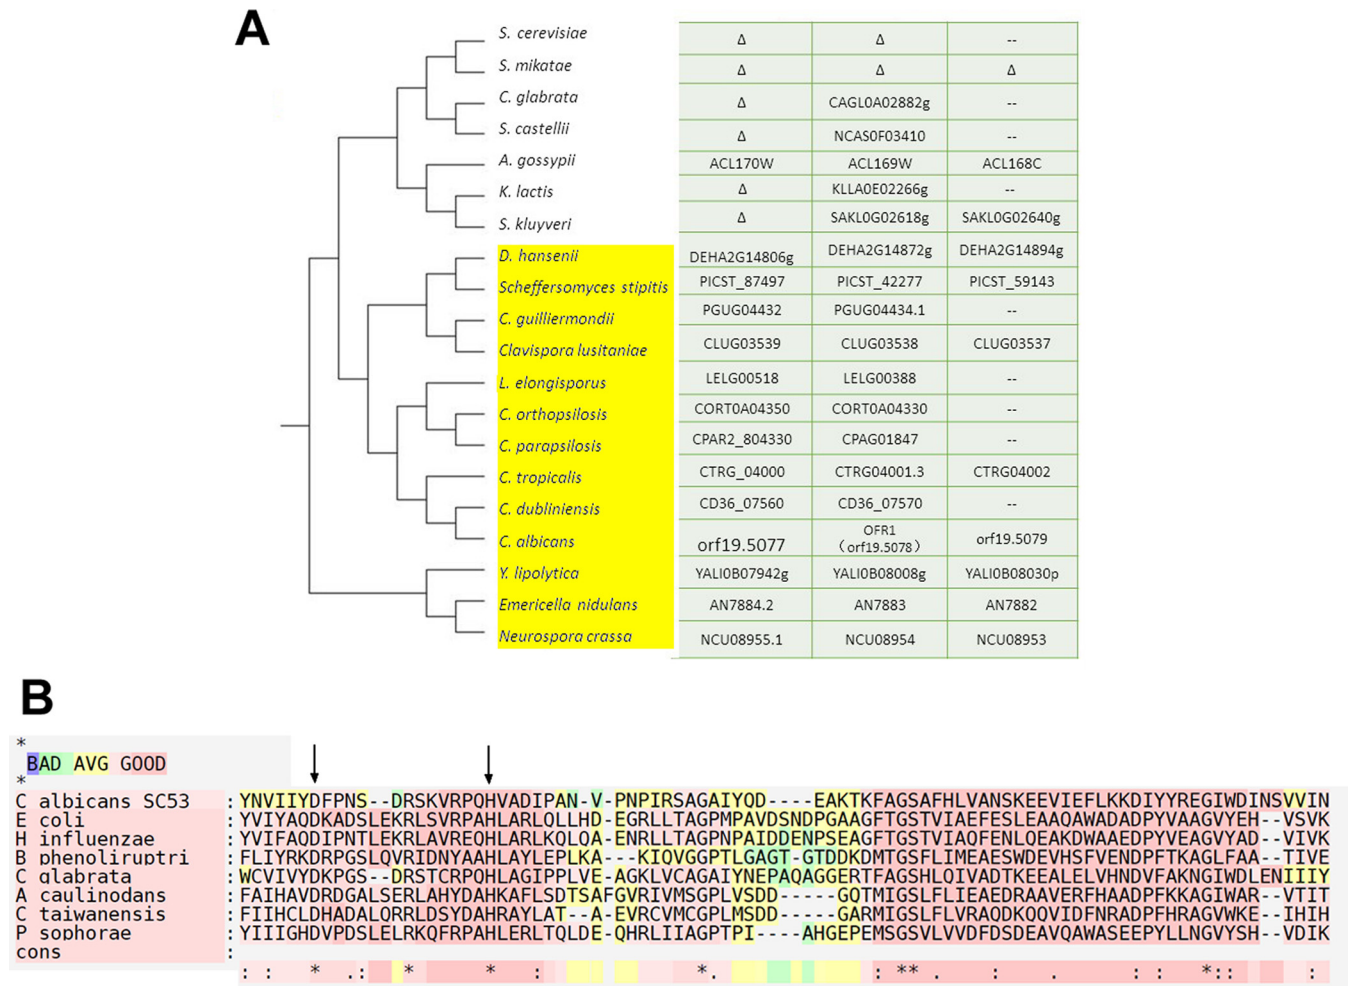 A
S. cerevisiae Δ Δ --
S. mikatae Δ Δ Δ
C. glabrata Δ CAGL0A02882g --
S. castellii Δ NCAS0F03410 --
A. gossypii ACL170W ACL169W ACL168C
K. lactis Δ KLLA0E02266g --
S. kluyveri Δ SAKL0G02618g SAKL0G02640g
D. hansenii DEHA2G14806g DEHA2G14872g DEHA2G14894g
Scheffersomyces stipitis PICST_87497 PICST_42277 PICST_59143
C. guilliermondii PGUG04432 PGUG04434.1 --
Clavispora lusitaniae CLUG03539 CLUG03538 CLUG03537
L. elongisporus LELG00518 LELG00388 --
C. orthopsilosis CORT0A04350 CORT0A04330 --
C. parapsilosis CPAR2_804330 CPAG01847 --
C. tropicalis CTRG_04000 CTRG04001.3 CTRG04002
C. dubliniensis CD36_07560 CD36_07570 --
C. albicans orf19.5077 OFR1 (orf19.5078) orf19.5079
Y. lipolytica YALI0B07942g YALI0B08008g YALI0B08030p
Emericella nidulans AN7884.2 AN7883 AN7882
Neurospora crassa NCU08955.1 NCU08954 NCU08953
B
*
BAD AVG GOOD
*
C albicans SC53 :YNVIIYDFPNS--DRSKVRPQHVADIPAN-V-PNPIRSAGAIYQD----EAKTKFAGSAFHLVANSKEEVIEFLKKDIYYREGIWDINSVVIN
E coli :YVIYAQDKADSLEKRLSVRPAHLARLQLLHD-EGRLLTAGPMPAVDSNDPGAAGFTGSTVIAEFESLEAAQAWADADPYVAAGVYEH--VSVK
H influenzae :YVIFAQDIPNTLEKRLAVREQHLARLKQLQA-ENRLLTAGPNPAIDDENPSEAGFTGSTVIAQFENLQEAKDWAAEDPYVEAGVYAD--VIVK
B phenoliruptri :FLIYRKDRPGSLQVRIDNYAAHLAYLEPLKA---KIQVGGPTLGAGT-GTDDKDMTGSFLIMEAESWDEVHSFVENDPFTKAGLFAA--TIVE
C glabrata :WCVIVYDKPGS--DRSTCRPQHLAGIPPLVE-AGKLVCAGAIYNEPAQAGGERTFAGSHLQIVADTKEEALELVHNDVFAKNGIWDLENIIIY
A caulinodans :FAIHAVDRDGALSERLAHYDAHKAFLSDTSAFGVRIVMSGPLVSDD-----GQTMIGSLFLIEAEDRAAVERFHAADPFKKAGIWAR--VTIT
C taiwanensis :FIIHCLDHADALQRRLDSYDAHRAYLAT--A-EVRCVMCGPLMSDD-----GARMIGSLFLVRAQDKQQVIDFNRADPFHRAGVWKE--IHIH
P sophorae :YIIIGHDVPDSLELRKQFRPAHLERLTQLDE-QHRLIIAGPTPI----AHGEPEMSGSVLVVDFDSDEAVQAWASEEPYLLNGVYSH--VDIK
cons :
: : * .: * * : *. : ** . : . : : *:: :